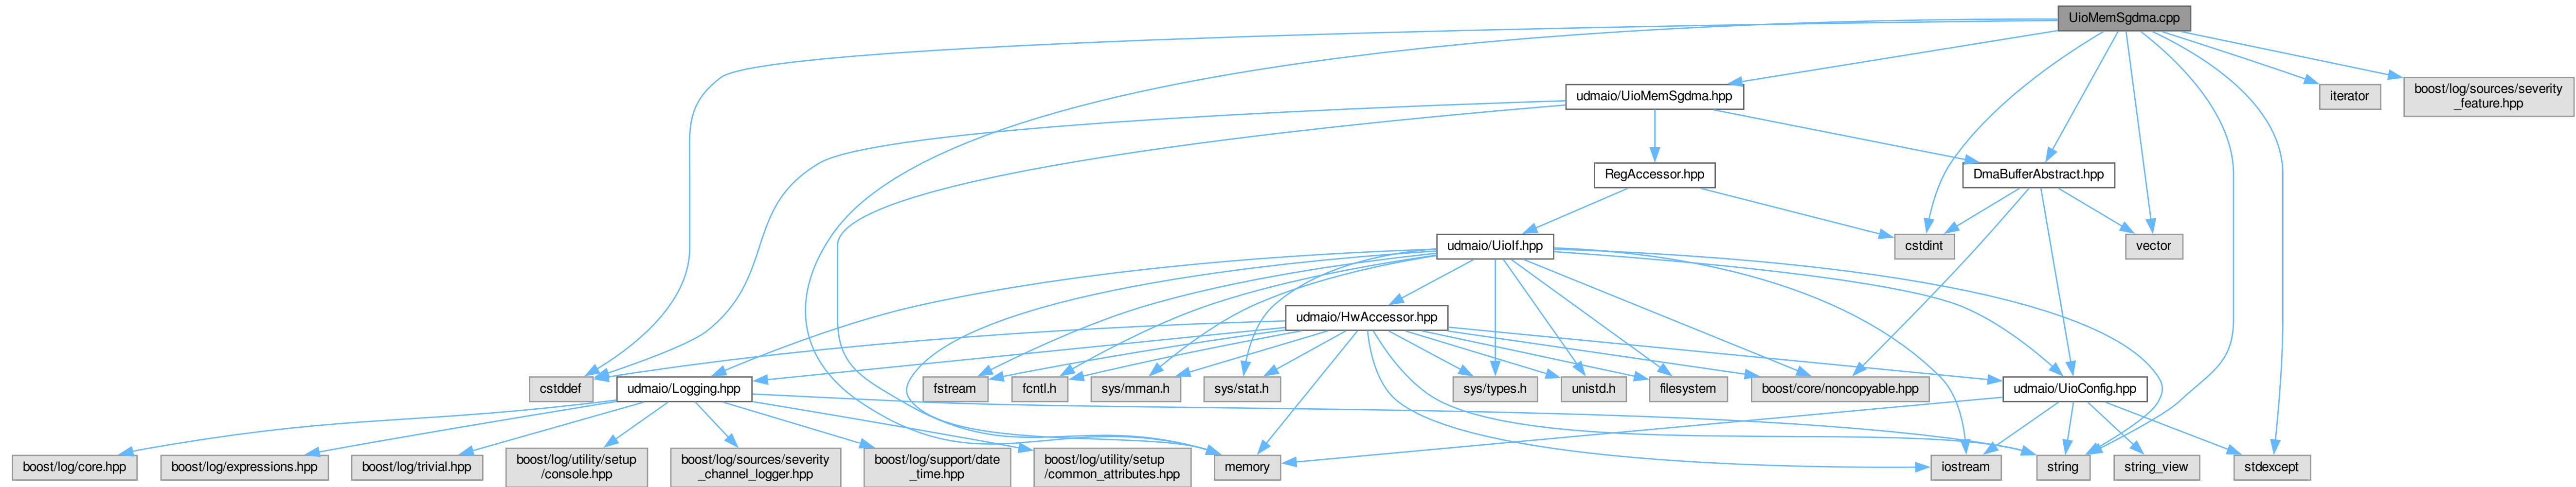 UioMemSgdma.cpp
udmaio/UioMemSgdma.hpp
iterator
boost/log/sources/severity
_feature.hpp
RegAccessor.hpp
DmaBufferAbstract.hpp
udmaio/UioIf.hpp
cstdint
vector
udmaio/HwAccessor.hpp
cstddef
udmaio/Logging.hpp
fstream
fcntl.h
sys/mman.h
sys/stat.h
sys/types.h
unistd.h
filesystem
boost/core/noncopyable.hpp
udmaio/UioConfig.hpp
boost/log/core.hpp
boost/log/expressions.hpp
boost/log/trivial.hpp
boost/log/utility/setup
/console.hpp
boost/log/sources/severity
_channel_logger.hpp
boost/log/support/date
_time.hpp
boost/log/utility/setup
/common_attributes.hpp
memory
iostream
string
string_view
stdexcept